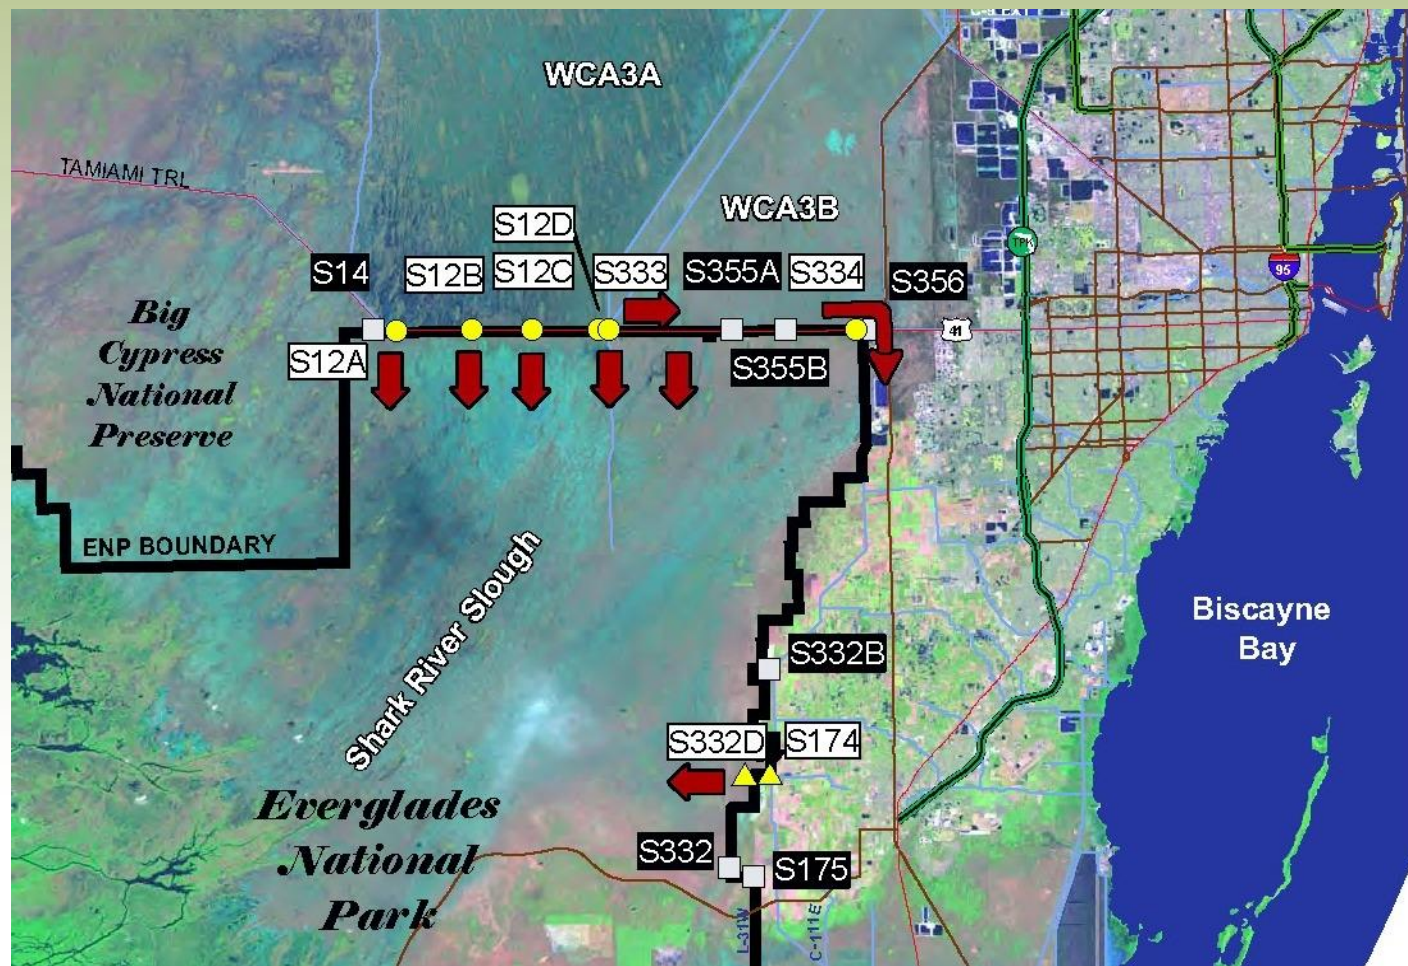 C-9 EXT
WCA3A
TAMIAMI TRL
WCA3B
S12D
S14
S12B
S12C
S333
S355A
S334
S356
TPK
95
41
Big
Cypress
National
Preserve
S12A
S355B
ENP BOUNDARY
Shark River Slough
Biscayne
Bay
S332B
S332D
S174
Everglades
National
Park
S332
S175
L-31W
C-111E